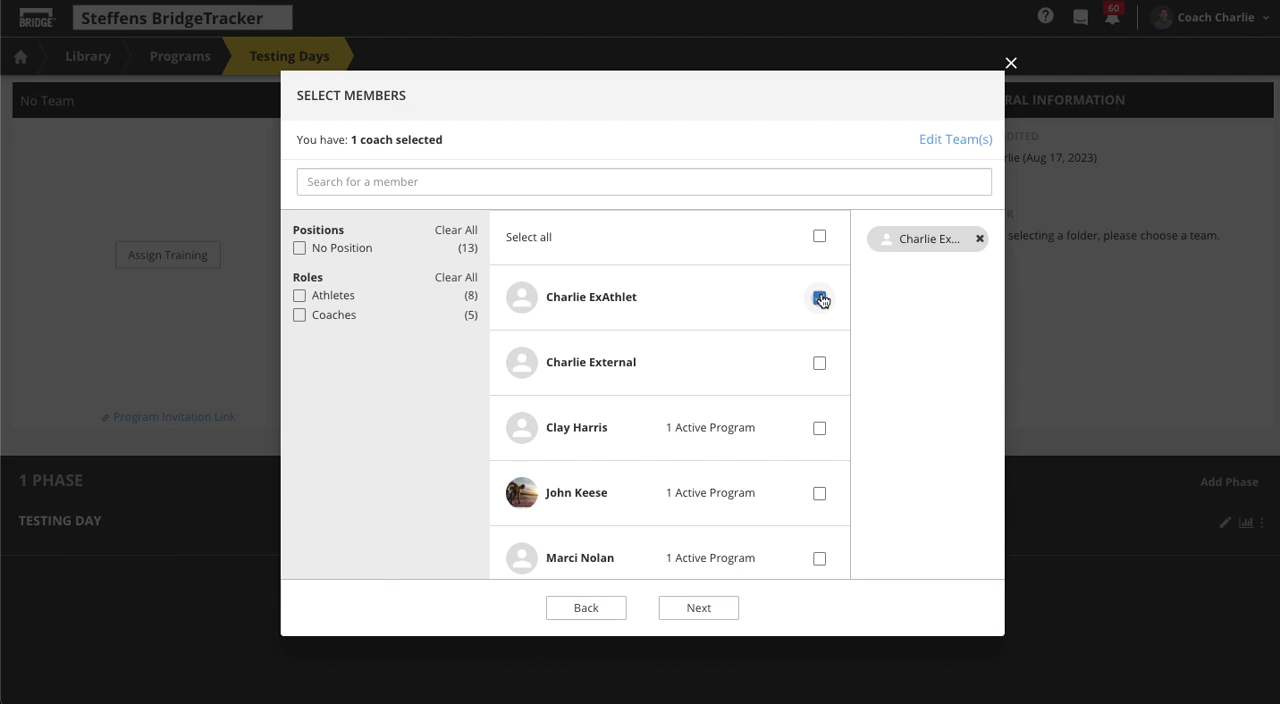 BRIDGE
Steffens BridgeTracker
60
Coach Charlie
Library
Programs
Testing Days
No Team
Assign Training
Program Invitation Link
RAL INFORMATION
DITED
rlie (Aug 17, 2023)
R
selecting a folder, please choose a team.
SELECT MEMBERS
You have: 1 coach selected
Edit Team(s)
Search for a member
Positions
Clear All
No Position
(13)
Roles
Clear All
Athletes
(8)
Coaches
(5)
Select all
Charlie ExAthlet
Charlie External
Clay Harris
1 Active Program
John Keese
1 Active Program
Marci Nolan
1 Active Program
Charlie Ex...
Back
Next
1 PHASE
Add Phase
TESTING DAY